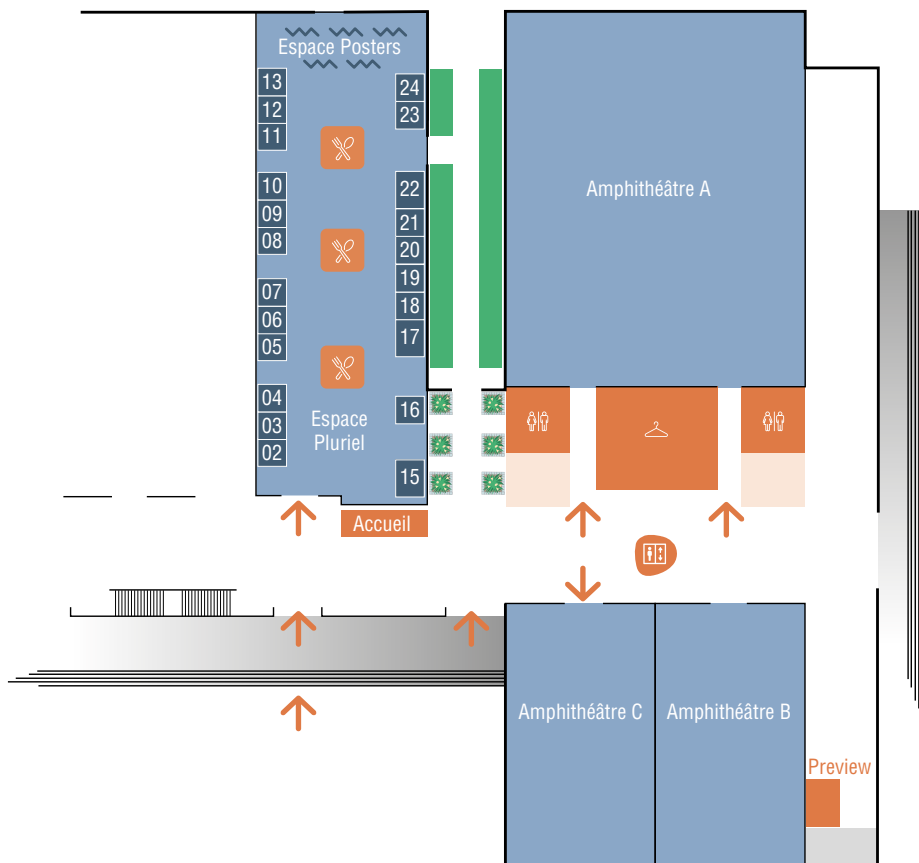 Espace Posters
13
12
11
10
09
08
07
06
05
04
03
02
24
23
22
21
20
19
18
17
16
15
Espace
Pluriel
Accueil
Amphithéâtre A
Amphithéâtre C
Amphithéâtre B
Preview